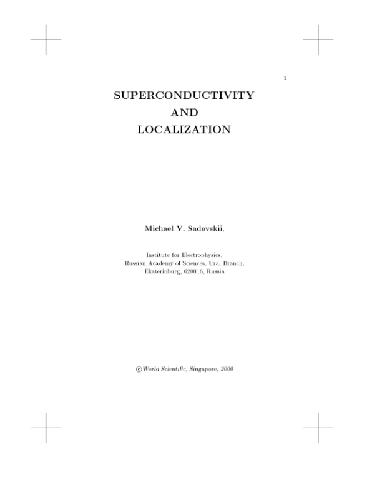 1
SUPERCONDUCTIVITY
AND
LOCALIZATION
Michael V. Sadovskii,
Institute for Electrophysics,
Russian Academy of Sciences, Ural Branch,
Ekaterinburg, Russia
© World Scientific, Singapore, 2000